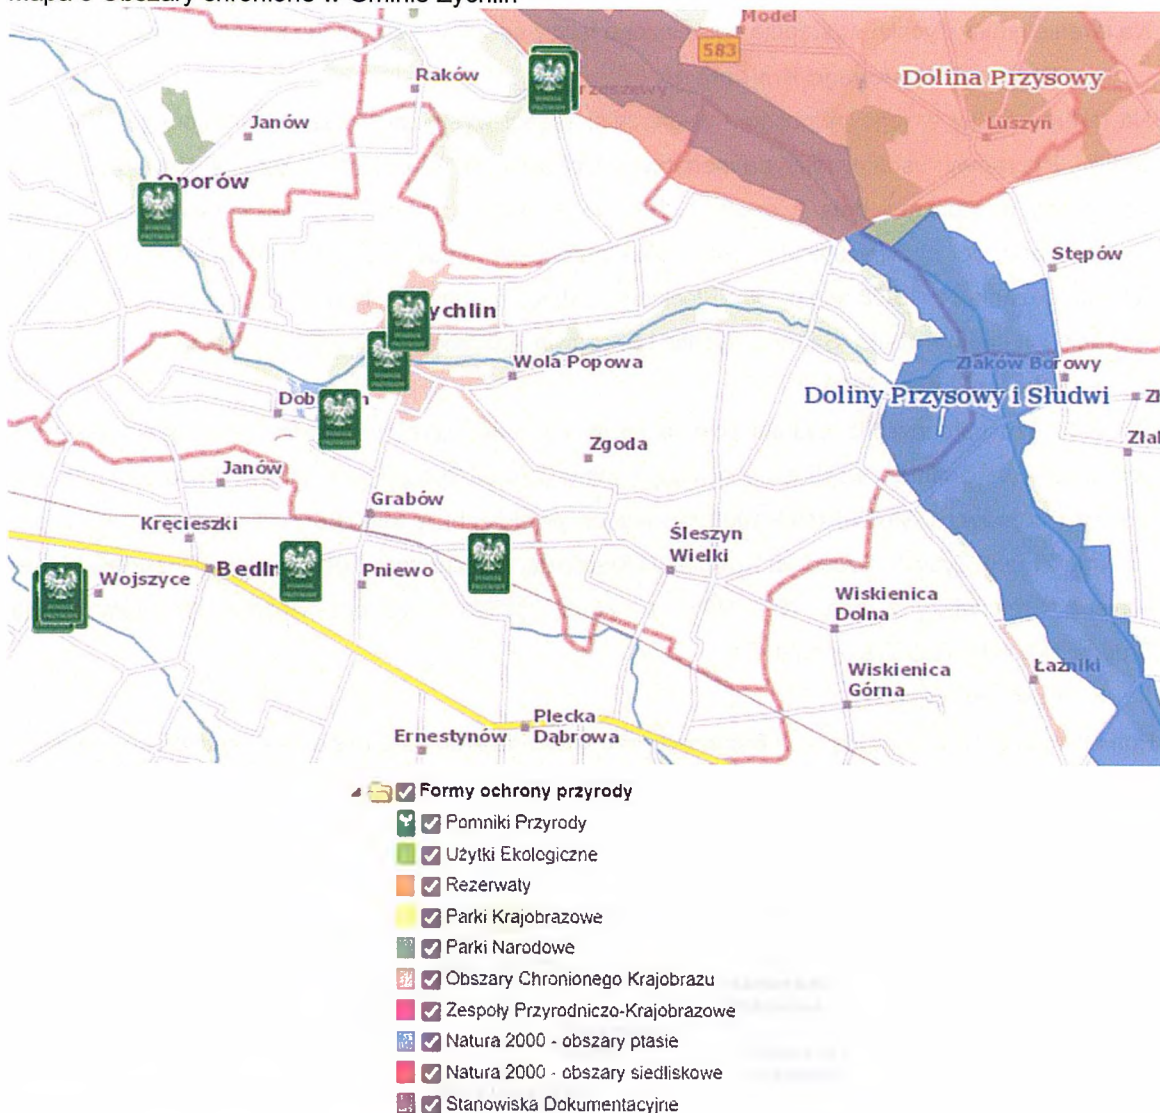 Model
583
Raków
Dolina Przysowy
Janów
Luszyn
Oporów
Stępów
ychlin
Wola Popowa
Złaków Borowy
Doliny Przysowy i Słudwi
Zgoda
Janów
Grabów
Kręcieszki
Śleszyn
Wielki
Wojszyce
Pniewo
Wiskienica
Dolna
Wiskienica
Górna
Łaźniki
Plecka
Dąbrowa
Ernestynów
Formy ochrony przyrody
Pomniki Przyrody
Użytki Ekologiczne
Rezerwaty
Parki Krajobrazowe
Parki Narodowe
Obszary Chronionego Krajobrazu
Zespoły Przyrodniczo-Krajobrazowe
Natura 2000 - obszary ptasie
Natura 2000 - obszary siedliskowe
Stanowiska Dokumentacyjne